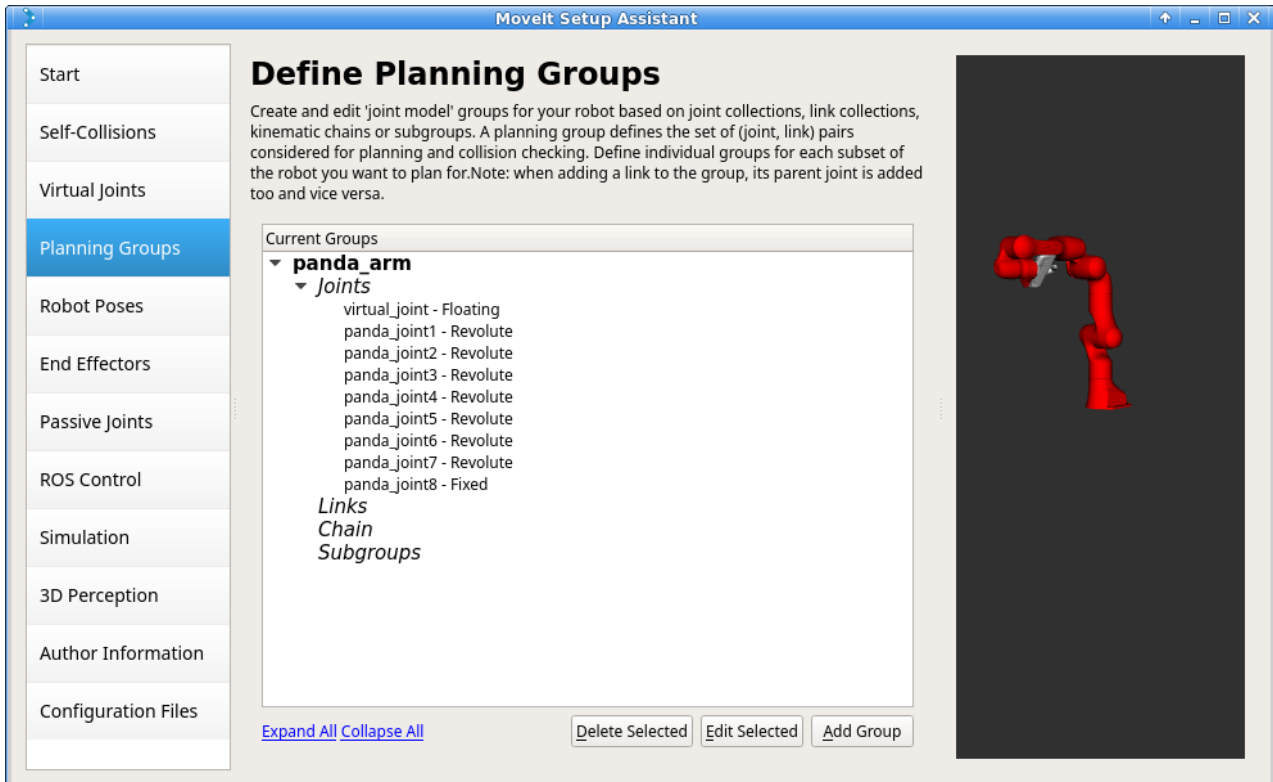 MoveIt Setup Assistant
Start
Self-Collisions
Virtual Joints
Planning Groups
Robot Poses
End Effectors
Passive Joints
ROS Control
Simulation
3D Perception
Author Information
Configuration Files
Define Planning Groups
Create and edit 'joint model' groups for your robot based on joint collections, link collections,
kinematic chains or subgroups. A planning group defines the set of (joint, link) pairs
considered for planning and collision checking. Define individual groups for each subset of
the robot you want to plan for.Note: when adding a link to the group, its parent joint is added
too and vice versa.
Current Groups
panda_arm
Joints
virtual_joint - Floating
panda_joint1 - Revolute
panda_joint2 - Revolute
panda_joint3 - Revolute
panda_joint4 - Revolute
panda_joint5 - Revolute
panda_joint6 - Revolute
panda_joint7 - Revolute
panda_joint8 - Fixed
Links
Chain
Subgroups
Expand All Collapse All
Delete Selected
Edit Selected
Add Group